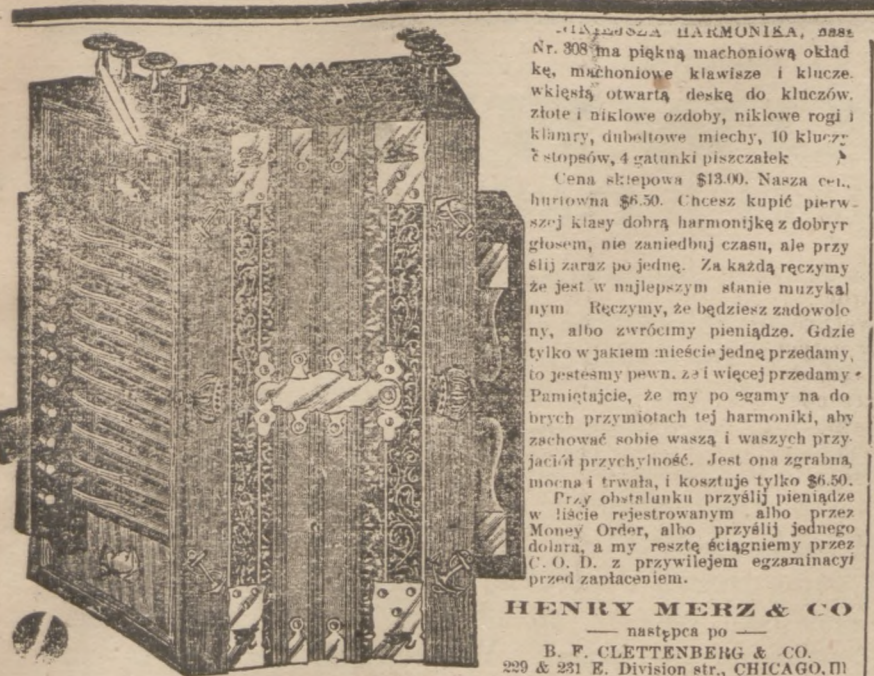 HARMONIKA, nasz
Nr. 308 ma piękną machoniową okład
kę, machoniowe klawisze i klucze.
wklęsłą otwartą deskę do kluczów,
złote i niklowe ozdoby, niklowe rogi i
klamry, dubeltowe miechy, 10 kluczy
stopsów, 4 gatunki piszczałek
Cena sklepowa $13.00. Nasza
hurtowna $6.50. Chcesz kupić pierw-
szej klasy dobrą harmonijkę z dobryr
głosem, nie zaniedbuj czasu, ale przy
ślij zaraz po jednę. Za każdą ręczymy
że jest w najlepszym stanie muzykal
nym Ręczymy, że będziesz zadowolo
ny, albo zwrócimy pieniądze. Gdzie
tylko w jakiem mieście jednę przedamy,
to jesteśmy pewn. że i więcej przedamy
Pamiętajcie, że my po egamy na do
brych przymiotach tej harmoniki, aby
zachować sobie waszą i waszych przy-
jaciół przychylność. Jest ona zgrabna,
mocna i trwała, i kosztuje tylko $6.50.
Przy obstalunku przyślij pieniądze
w liście rejestrowanym albo przez
Money Order, albo przyślij jednego
dolara, a my resztę ściągniemy przez
C. O. D. z przywilejem egzaminacyi
przed zapłaceniem.
HENRY MERZ & CO
— następca po —
B. F. CLETTENBERG & CO.
229 & 231 E. Division str., CHICAGO, Ill